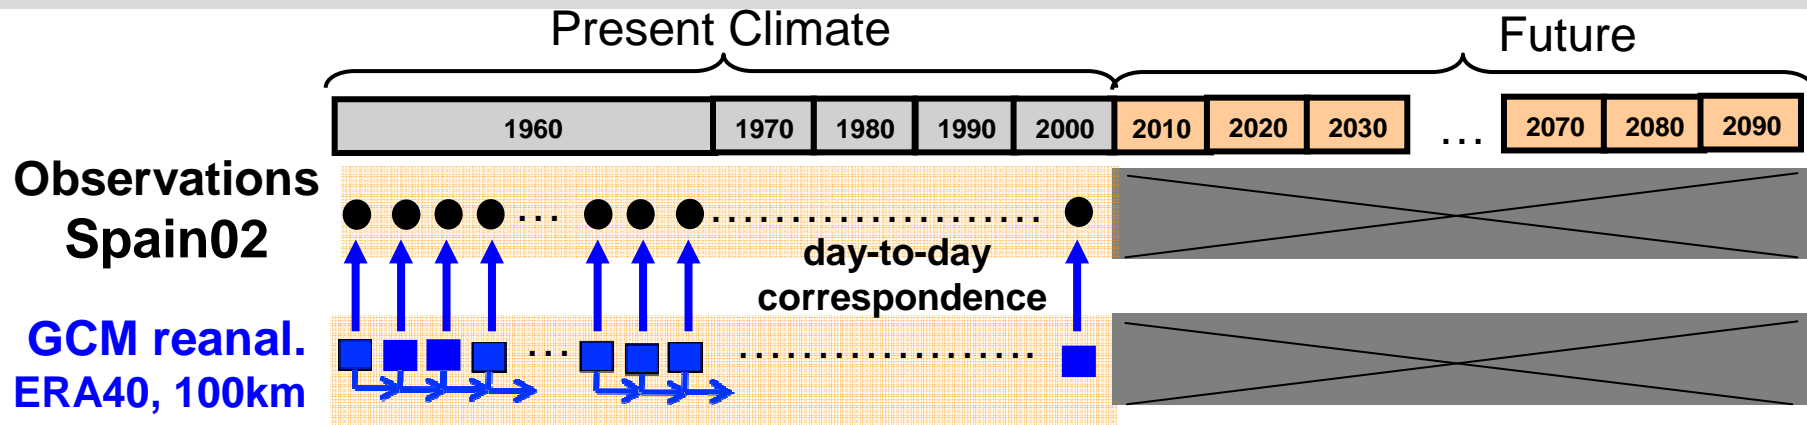 Present Climate Future
1960 1970 1980 1990 2000 2010 2020 2030 ... 2070 2080 2090
Observations
Spain02
day-to-day
correspondence
GCM reanal.
ERA40, 100km